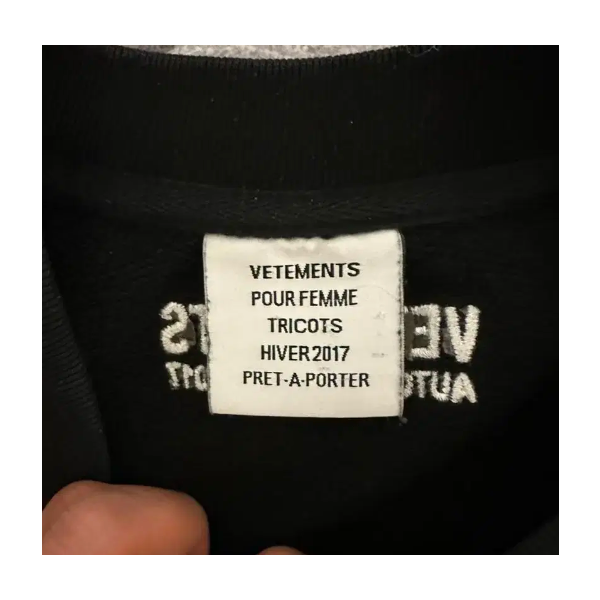 VETEMENTS
POUR FEMME
TRICOTS
HIVER 2017
PRET-A-PORTER